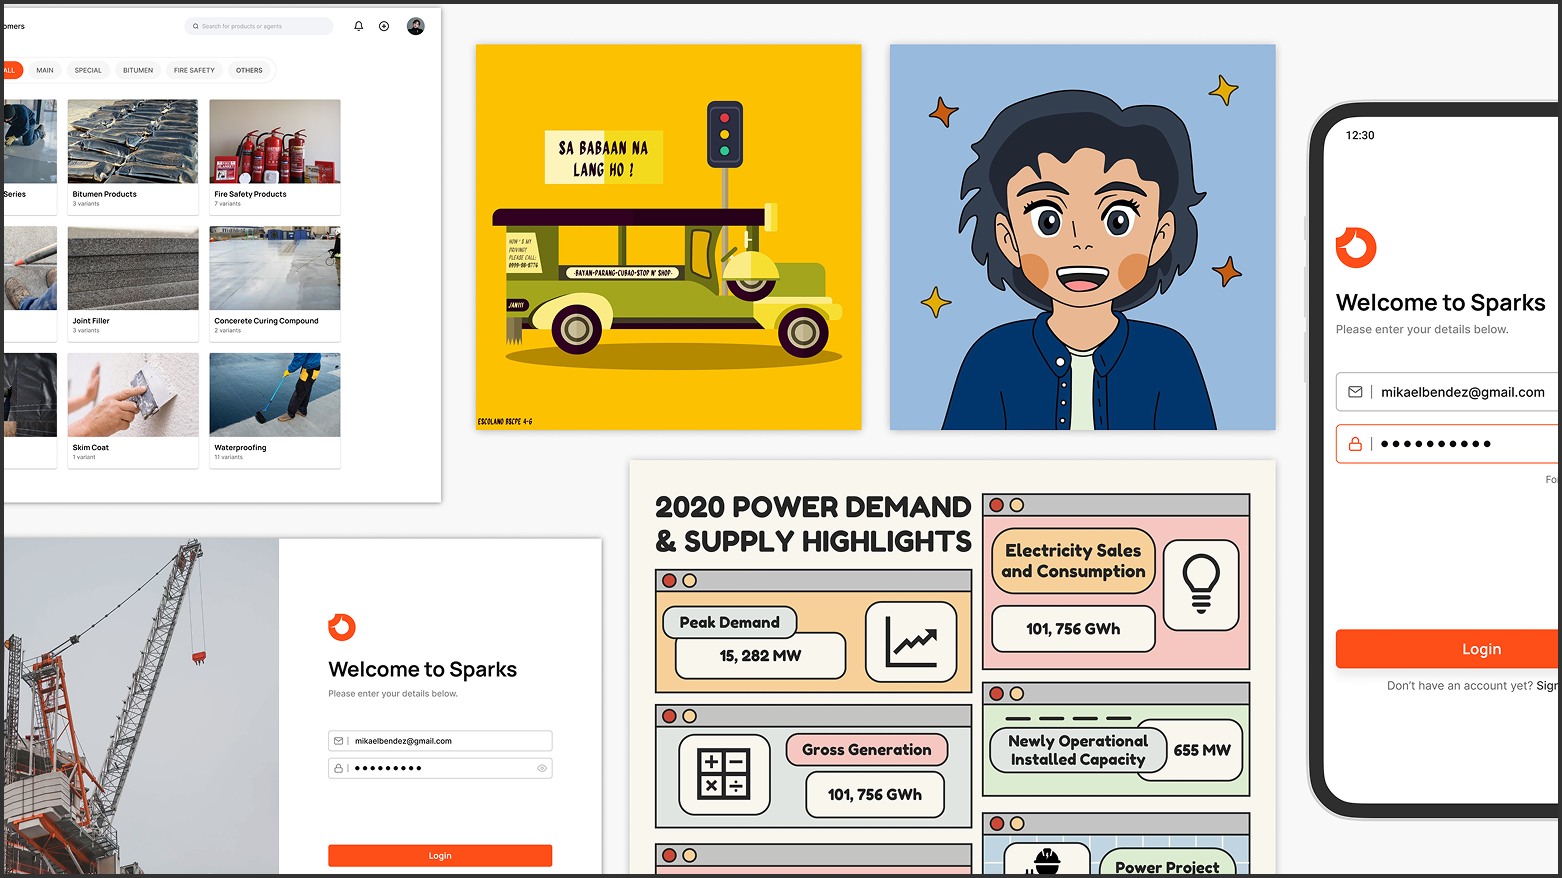 Search for products or agents
ALL
MAIN
SPECIAL
BITUMEN
FIRE SAFETY
OTHERS
Series
Bitumen Products
3 variants
Fire Safety Products
7 variants
Joint Filler
3 variants
Concerete Curing Compound
2 variants
Skim Coat
1 variant
Waterproofing
11 variants
SA BABAAN NA
LANG HO !
HOW'S MY
DRIVING?
PLEASE CALL:
0999-98-8776
-BAYAN-PARANG-CUBAO-STOP N' SHOP-
JANIII
ESCOLANO BSCPE 4-G
12:30
Welcome to Sparks
Please enter your details below.
mikaelbendez@gmail.com
••••••••••
Login
Don't have an account yet? Sign
Welcome to Sparks
Please enter your details below.
mikaelbendez@gmail.com
•••••••••
Login
2020 POWER DEMAND
& SUPPLY HIGHLIGHTS
Peak Demand
15, 282 MW
Gross Generation
101, 756 GWh
Electricity Sales
and Consumption
101, 756 GWh
Newly Operational
Installed Capacity
655 MW
Power Project